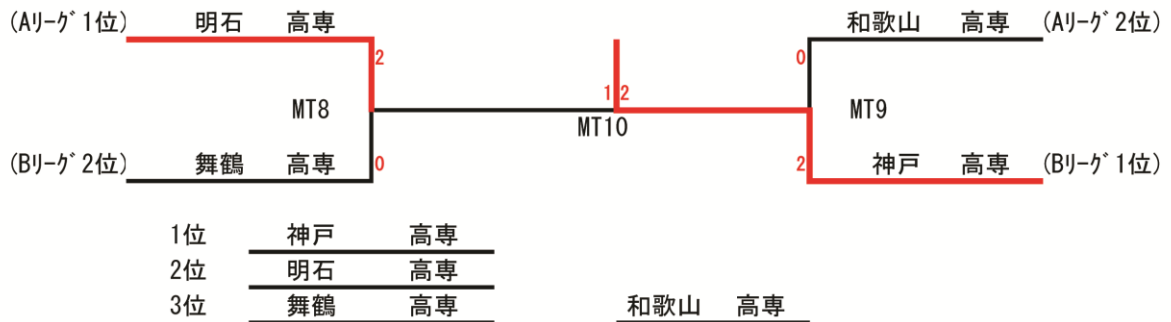 (Aリーグ1位) 明石 高専 和歌山 高専 (Aリーグ2位)
2 0
1 2
MT8 MT10 MT9
(Bリーグ2位) 舞鶴 高専 0 2 神戸 高専 (Bリーグ1位)
1位 神戸 高専
2位 明石 高専
3位 舞鶴 高専 和歌山 高専